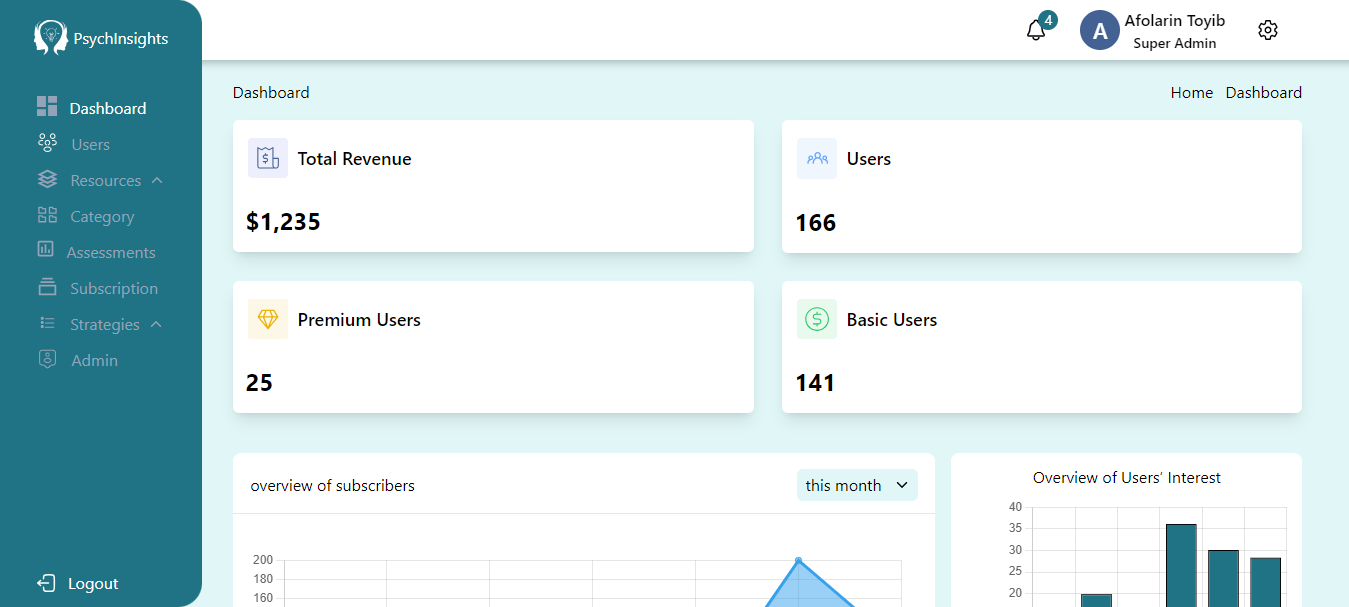 PsychInsights
Dashboard
Users
Resources
Category
Assessments
Subscription
Strategies
Admin
Logout
4
A
Afolarin Toyib
Super Admin
Dashboard
Home Dashboard
Total Revenue
$1,235
Users
166
Premium Users
25
Basic Users
141
overview of subscribers
this month
200
180
160
Overview of Users’ Interest
40
35
30
25
20